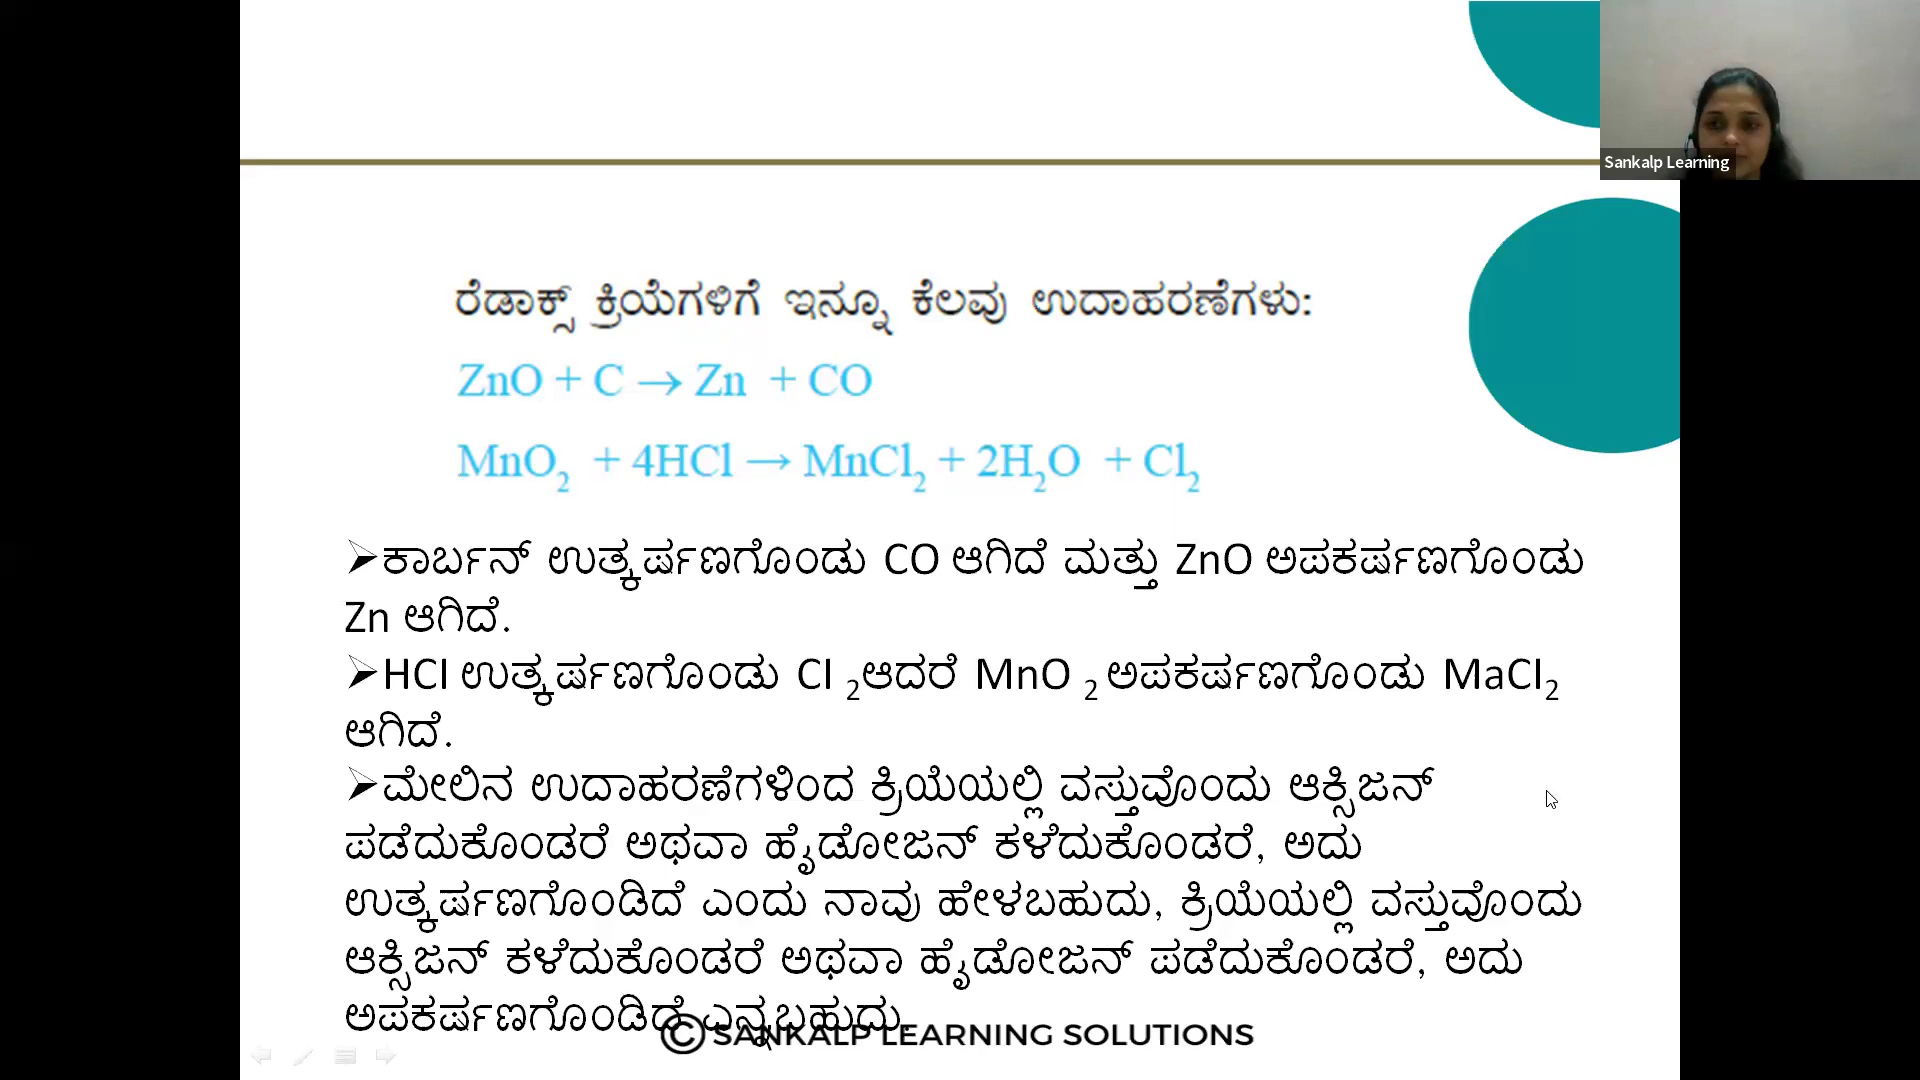 Sankalp Learning
ರೆಡಾಕ್ಸ್ ಕ್ರಿಯೆಗಳಿಗೆ ಇನ್ನೂ ಕೆಲವು ಉದಾಹರಣೆಗಳು:
ZnO + C → Zn + CO
MnO₂ + 4HCl → MnCl₂ + 2H₂O + Cl₂
➢ಕಾರ್ಬನ್ ಉತ್ಕರ್ಷಣಗೊಂಡು CO ಆಗಿದೆ ಮತ್ತು ZnO ಅಪಕರ್ಷಣಗೊಂಡು
Zn ಆಗಿದೆ.
➢HCl ಉತ್ಕರ್ಷಣಗೊಂಡು Cl ₂ಆದರೆ MnO ₂ ಅಪಕರ್ಷಣಗೊಂಡು MaCl₂
ಆಗಿದೆ.
➢ಮೇಲಿನ ಉದಾಹರಣೆಗಳಿಂದ ಕ್ರಿಯೆಯಲ್ಲಿ ವಸ್ತುವೊಂದು ಆಕ್ಸಿಜನ್
ಪಡೆದುಕೊಂಡರೆ ಅಥವಾ ಹೈಡೋಜನ್ ಕಳೆದುಕೊಂಡರೆ, ಅದು
ಉತ್ಕರ್ಷಣಗೊಂಡಿದೆ ಎಂದು ನಾವು ಹೇಳಬಹುದು, ಕ್ರಿಯೆಯಲ್ಲಿ ವಸ್ತುವೊಂದು
ಆಕ್ಸಿಜನ್ ಕಳೆದುಕೊಂಡರೆ ಅಥವಾ ಹೈಡೋಜನ್ ಪಡೆದುಕೊಂಡರೆ, ಅದು
ಅಪಕರ್ಷಣಗೊಂಡಿದೆ ಎನ್ನಬಹುದು.
© SANKALP LEARNING SOLUTIONS